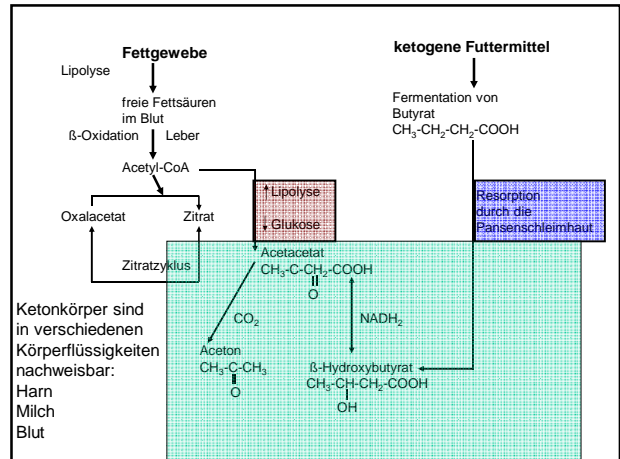 Fettgewebe
Lipolyse
freie Fettsäuren
im Blut
ß-Oxidation
Leber
Acetyl-CoA
Oxalacetat
Zitrat
Zitratzyklus
ketogene Futtermittel
Fermentation von
Butyrat
CH₃-CH₂-CH₂-COOH
Lipolyse
Glukose
Resorption
durch die
Pansenschleimhaut
Acetacetat
CH₃-C-CH₂-COOH
O
CO₂
NADH₂
Aceton
CH₃-C-CH₃
O
ß-Hydroxybutyrat
CH₃-CH-CH₂-COOH
OH
Ketonkörper sind
in verschiedenen
Körperflüssigkeiten
nachweisbar:
Harn
Milch
Blut